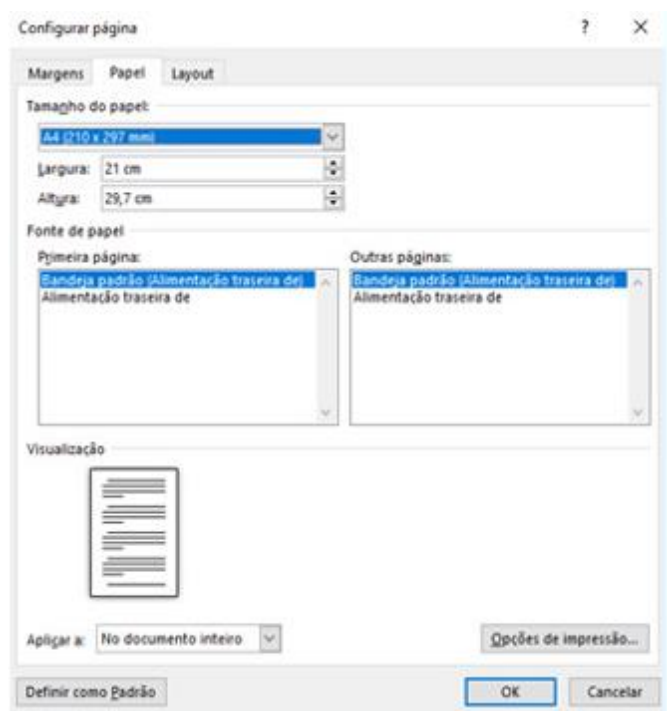 Configurar página ? ×
Margens Papel Layout
Tamanho do papel:
A4 (210 x 297 mm)
Largura: 21 cm
Altura: 29,7 cm
Fonte de papel
Primeira página: Outras páginas:
Bandeja padrão (Alimentação traseira de) Bandeja padrão (Alimentação traseira de)
Alimentação traseira de Alimentação traseira de
Visualização
Aplicar a: No documento inteiro Opções de impressão...
Definir como Padrão OK Cancelar